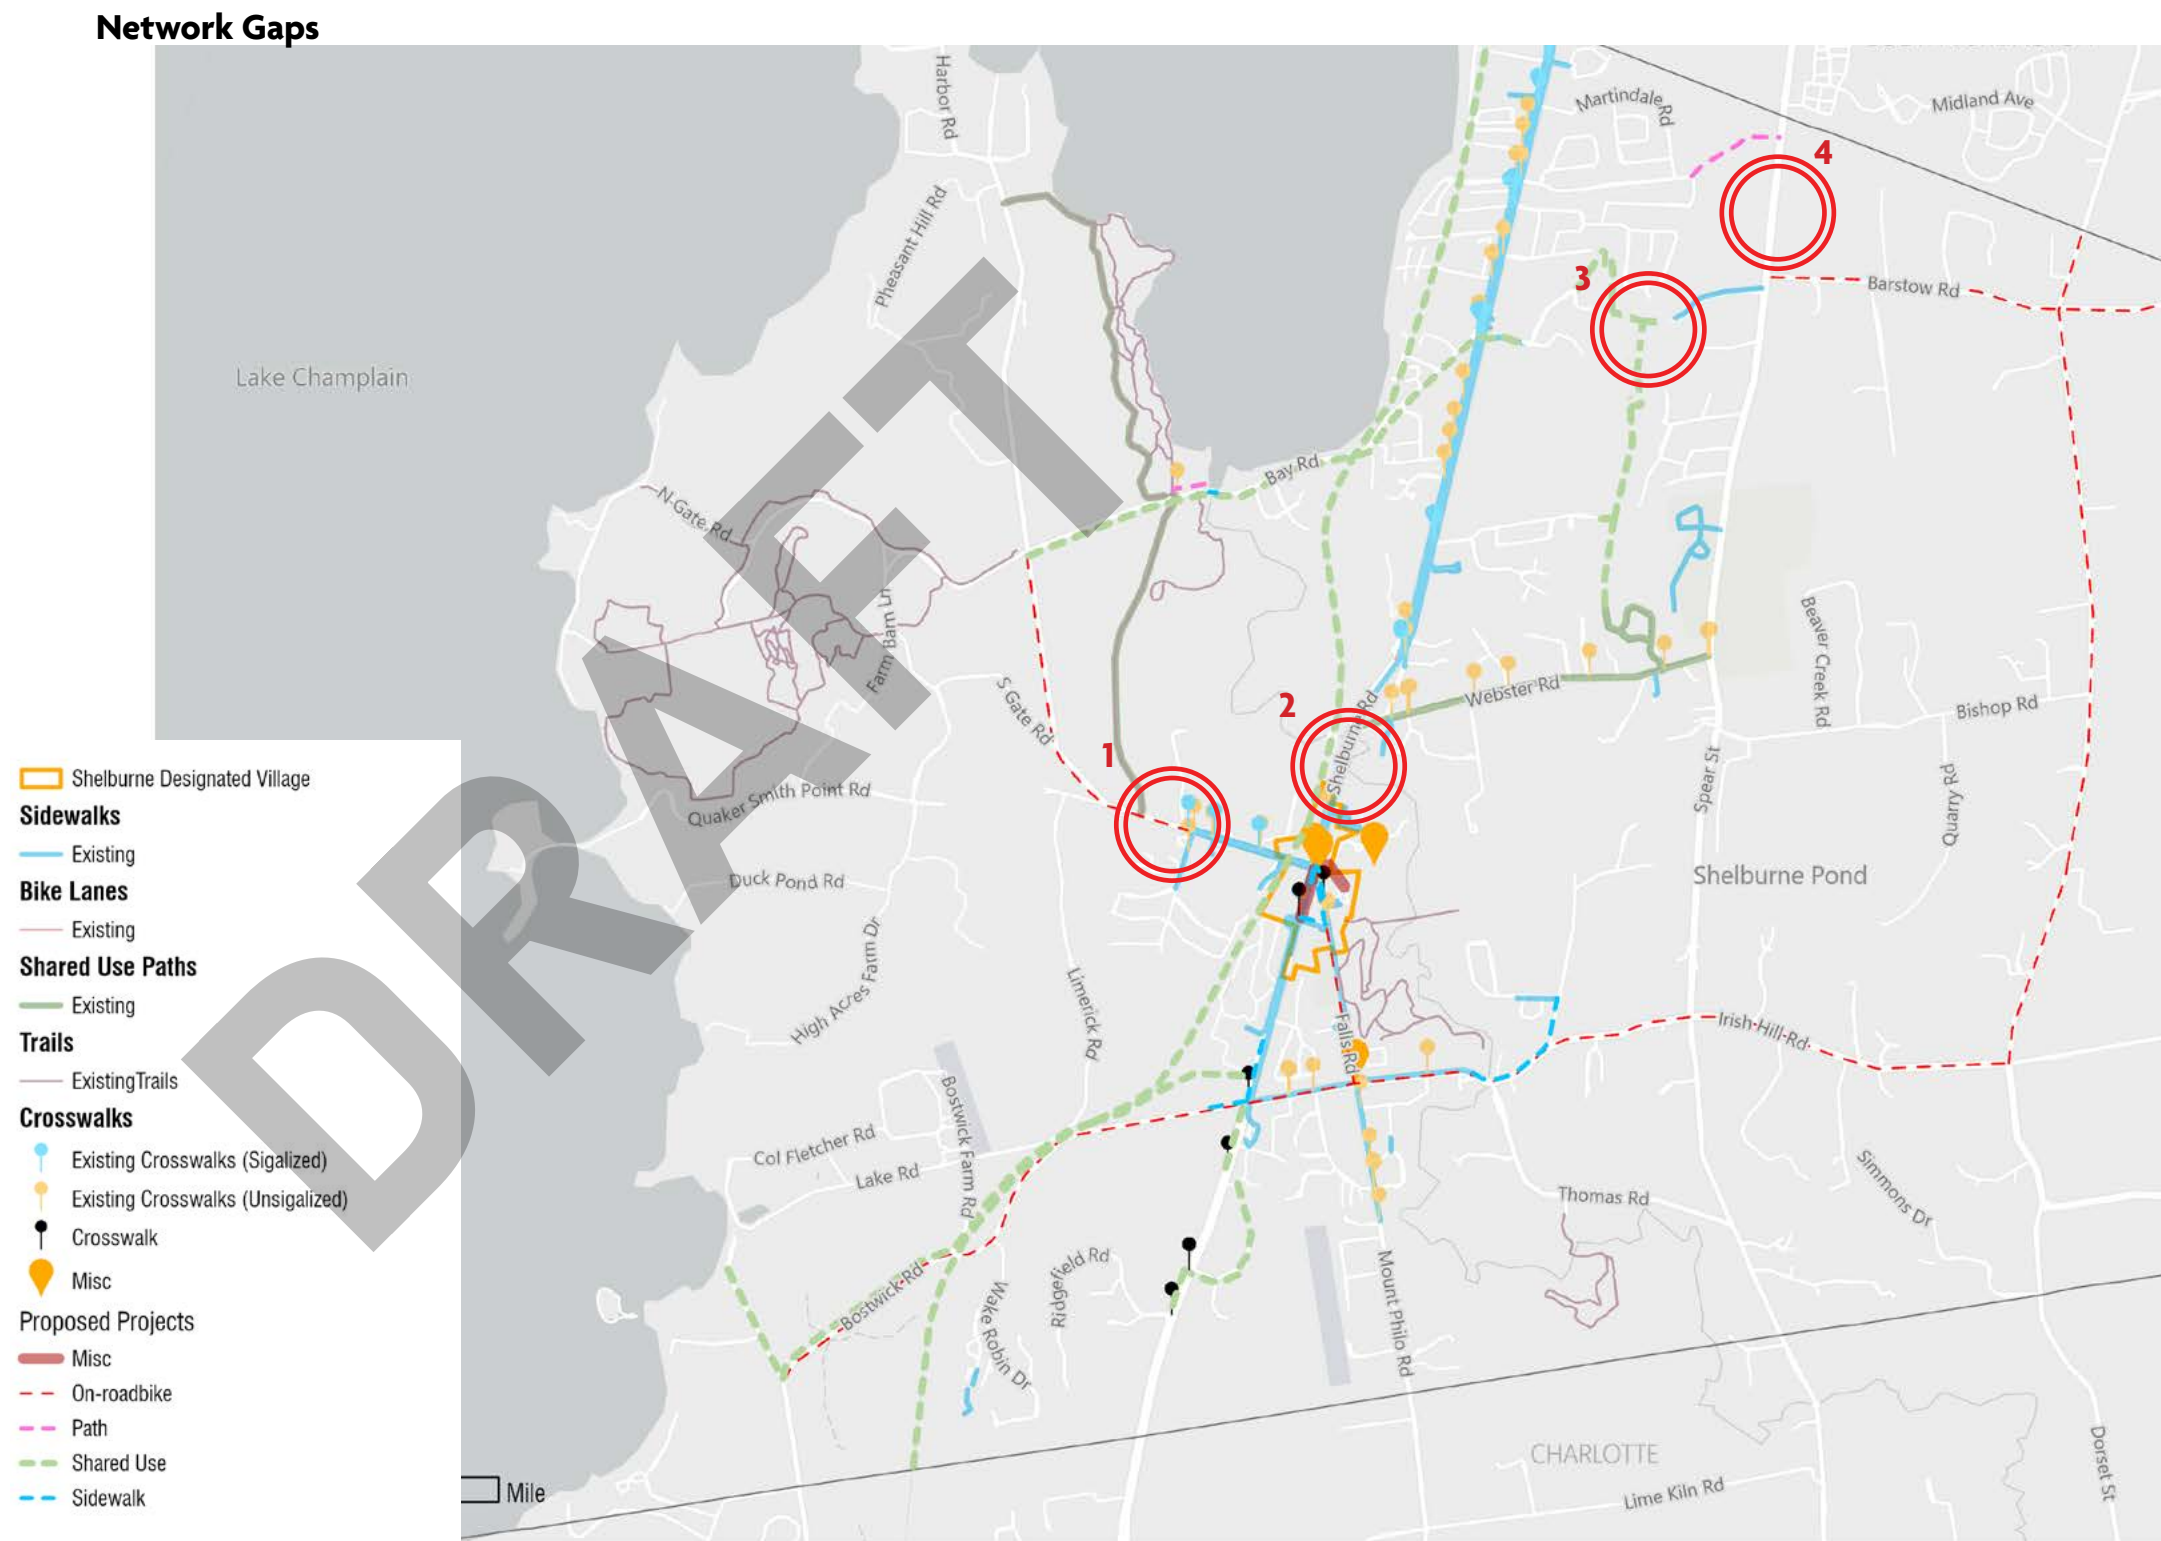 Network Gaps
Harbor Rd
Martindale Rd
Midland Ave
4
Pheasant Hill Rd
3
Barstow Rd
Lake Champlain
Bay Rd
N Gate Rd
Farm Barn Ln
Beaver Creek Rd
S Gate Rd
Webster Rd
Bishop Rd
2
Shelburne Rd
1
Spear St
Quarry Rd
Quaker Smith Point Rd
Duck Pond Rd
Shelburne Pond
High Acres Farm Dr
Limerick Rd
Falls Rd
Irish Hill Rd
Bostwick Farm Rd
Col Fletcher Rd
Lake Rd
Thomas Rd
Simmons Dr
Ridgefield Rd
Bostwick Rd
Wake Robin Dr
Mount Philo Rd
CHARLOTTE
Lime Kiln Rd
Dorset St
DRAFT
Shelburne Designated Village
Sidewalks
Existing
Bike Lanes
Existing
Shared Use Paths
Existing
Trails
ExistingTrails
Crosswalks
Existing Crosswalks (Sigalized)
Existing Crosswalks (Unsigalized)
Crosswalk
Misc
Proposed Projects
Misc
On-roadbike
Path
Shared Use
Sidewalk
Mile